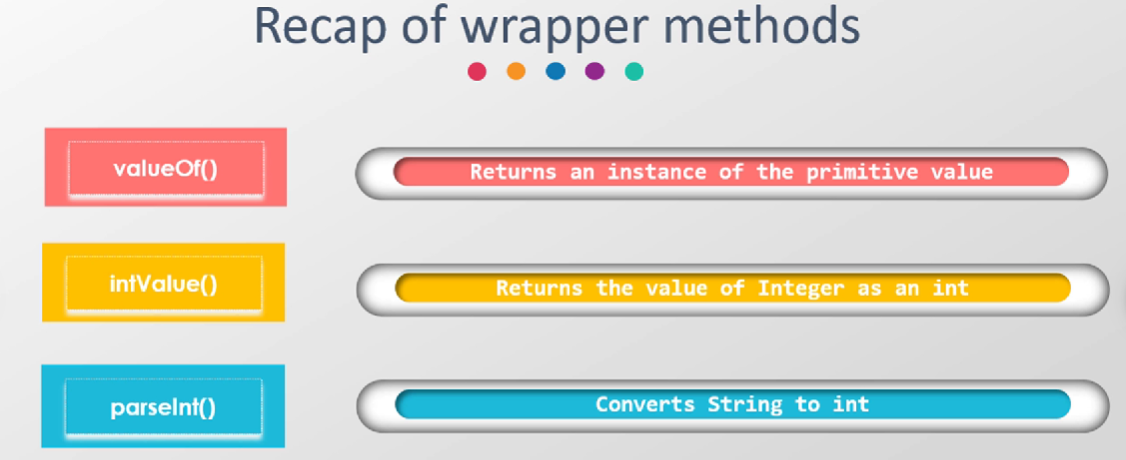 Recap of wrapper methods
valueOf()
Returns an instance of the primitive value
intValue()
Returns the value of Integer as an int
parseInt()
Converts String to int